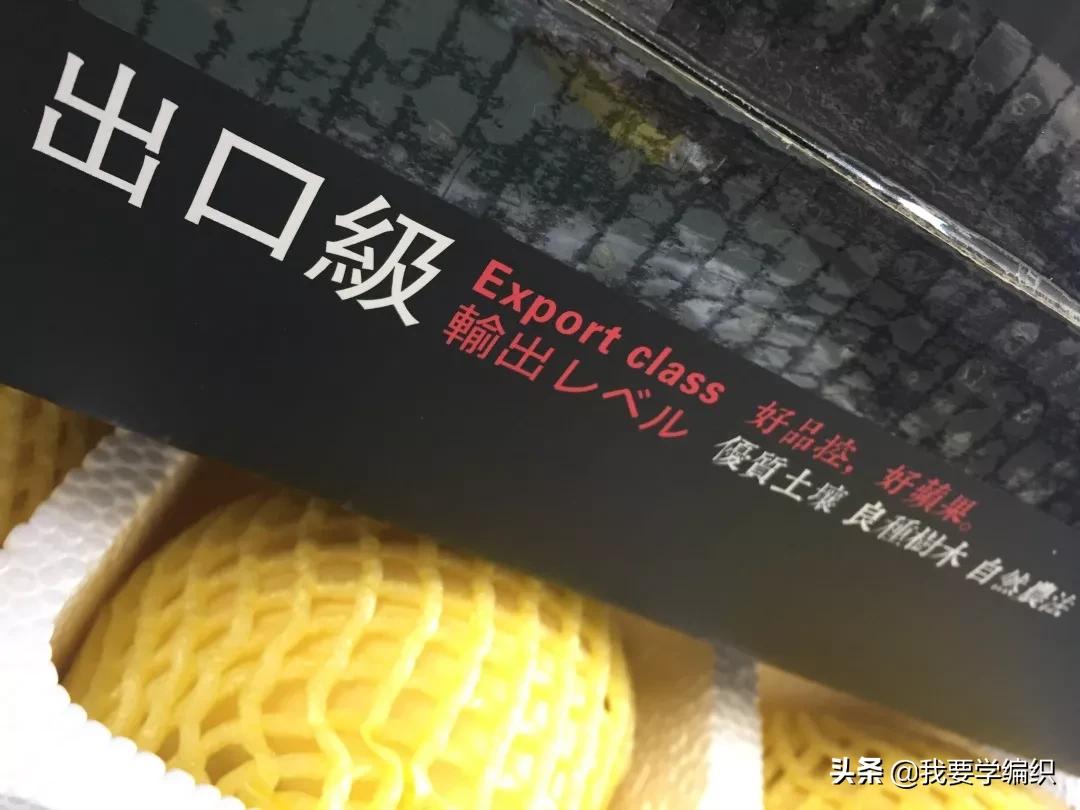 出口級
Export class
輸出レベル
好品控，好蘋果。
優質土壤 良種樹木 自然農法
头条 @我要学编织